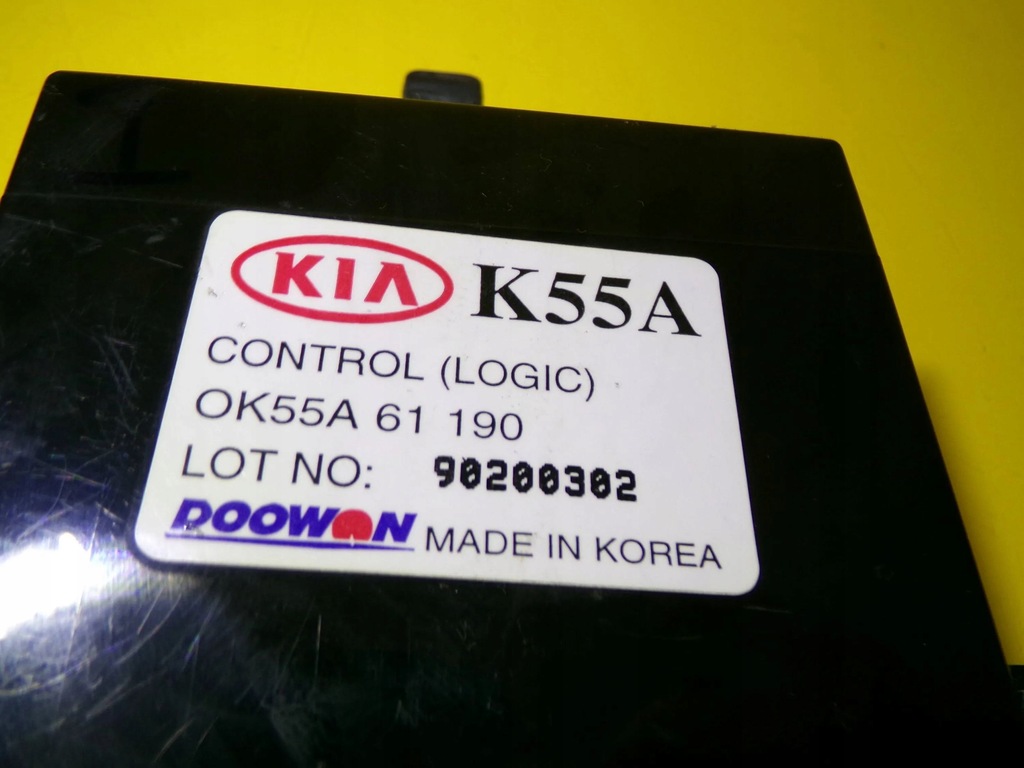 KIA K55A
CONTROL (LOGIC)
OK55A 61 190
LOT NO: 90200302
DOOWON MADE IN KOREA